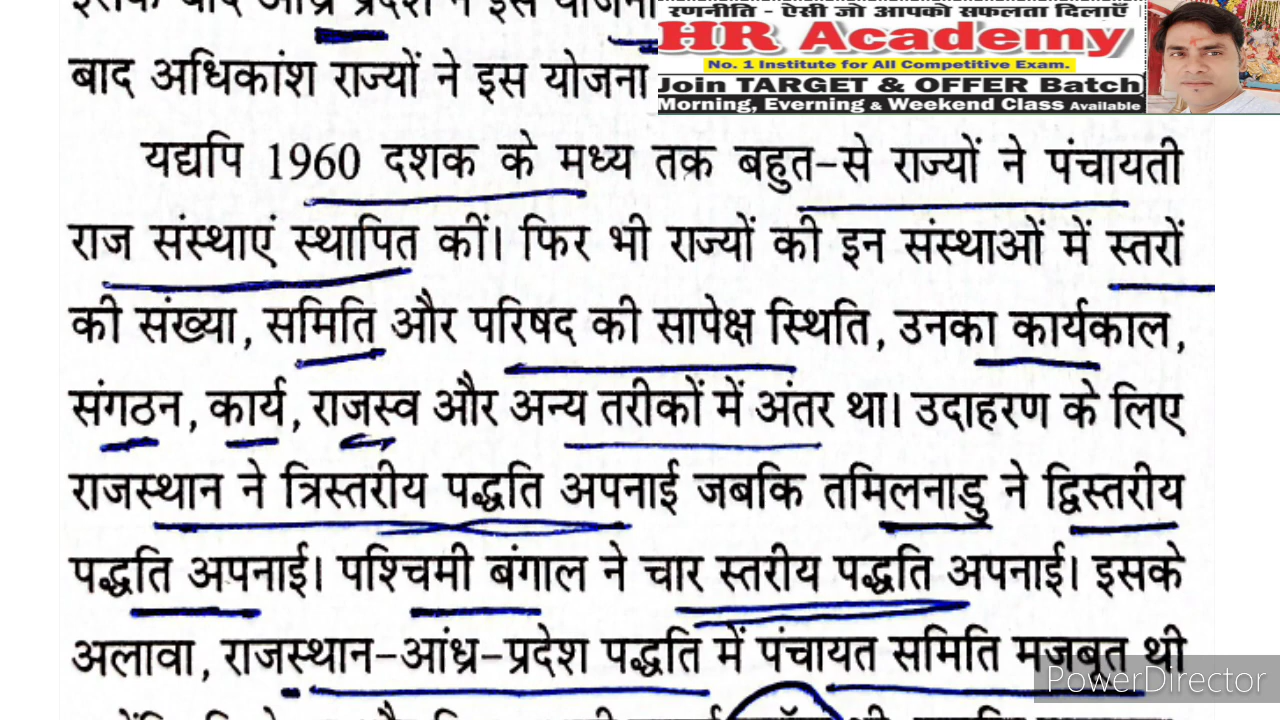 बाद अधिकांश राज्यों ने इस योजना
रणनीति - ऐसी जो आपको सफलता दिलाएँ
HR Academy
No. 1 Institute for All Competitive Exam.
Join TARGET & OFFER Batch
Morning, Everning & Weekend Class Available
यद्यपि 1960 दशक के मध्य तक बहुत-से राज्यों ने पंचायती
राज संस्थाएं स्थापित कीं। फिर भी राज्यों की इन संस्थाओं में स्तरों
की संख्या, समिति और परिषद की सापेक्ष स्थिति, उनका कार्यकाल,
संगठन, कार्य, राजस्व और अन्य तरीकों में अंतर था। उदाहरण के लिए
राजस्थान ने त्रिस्तरीय पद्धति अपनाई जबकि तमिलनाडु ने द्विस्तरीय
पद्धति अपनाई। पश्चिमी बंगाल ने चार स्तरीय पद्धति अपनाई। इसके
अलावा, राजस्थान-आंध्र-प्रदेश पद्धति में पंचायत समिति मजबूत थी
PowerDirector